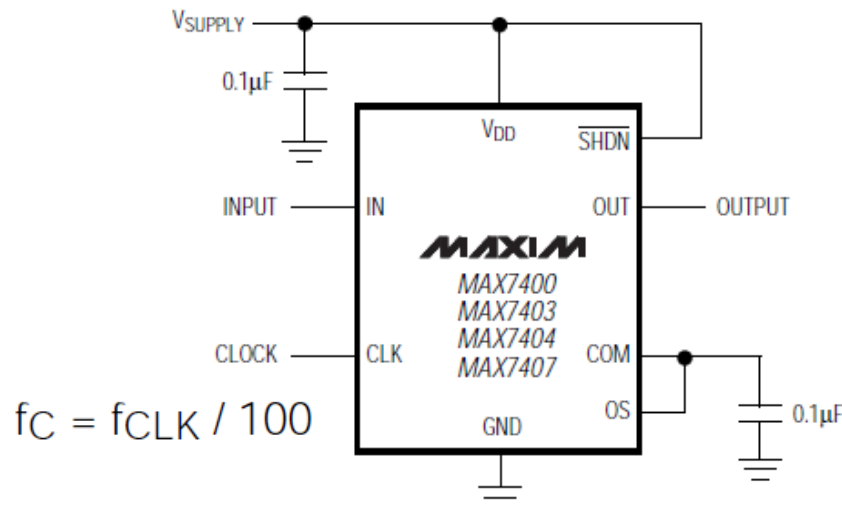 VSUPPLY
0.1µF
VDD
SHDN
INPUT
IN
OUT
OUTPUT
MAXIM
MAX7400
MAX7403
MAX7404
MAX7407
CLOCK
CLK
COM
fC = fCLK / 100
OS
0.1µF
GND